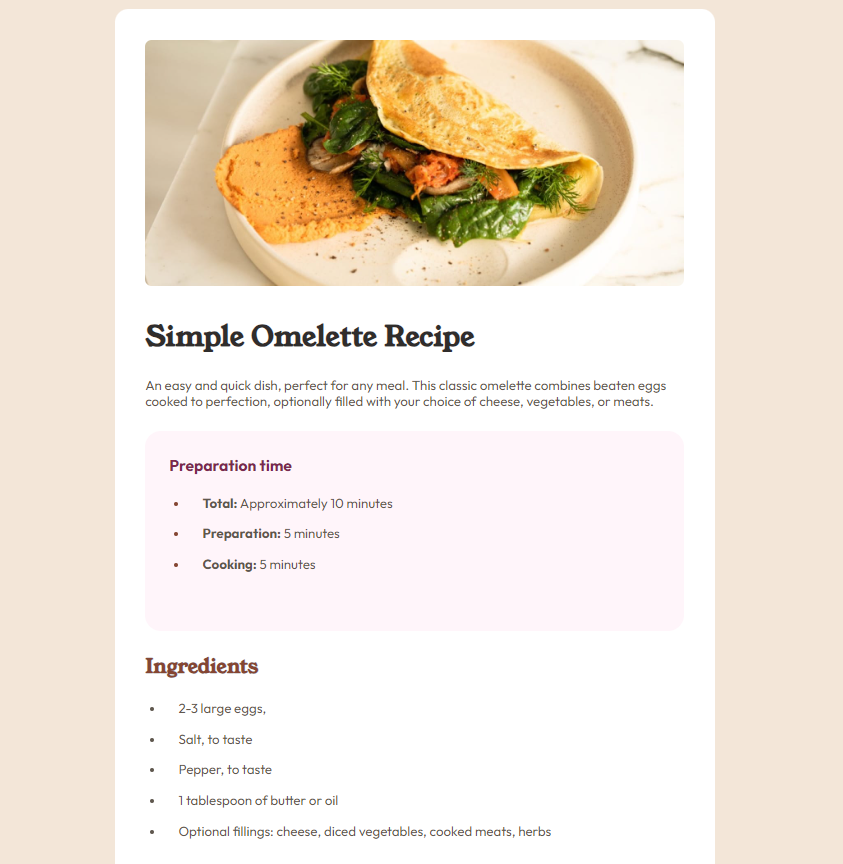 Simple Omelette Recipe
An easy and quick dish, perfect for any meal. This classic omelette combines beaten eggs
cooked to perfection, optionally filled with your choice of cheese, vegetables, or meats.
Preparation time
• Total: Approximately 10 minutes
• Preparation: 5 minutes
• Cooking: 5 minutes
Ingredients
• 2-3 large eggs,
• Salt, to taste
• Pepper, to taste
• 1 tablespoon of butter or oil
• Optional fillings: cheese, diced vegetables, cooked meats, herbs